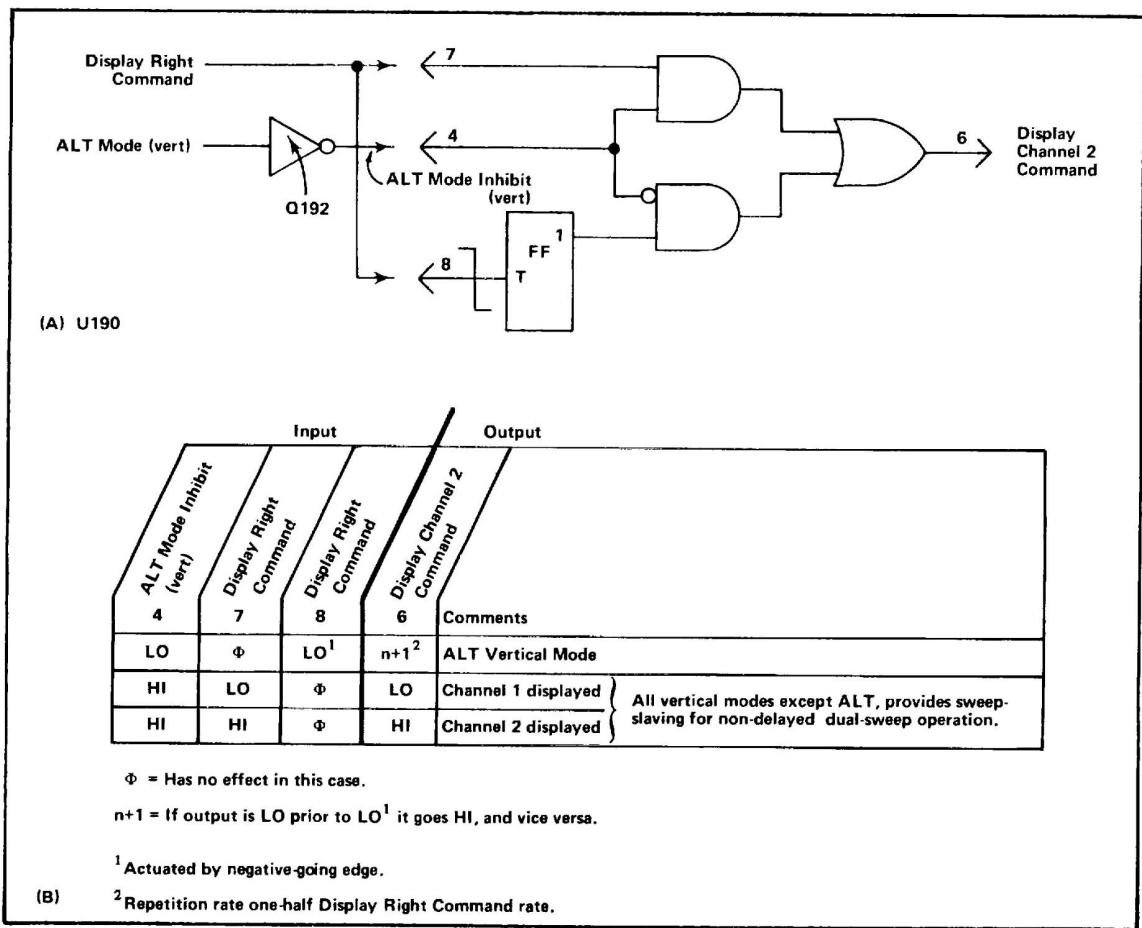 Display Right
Command
7
ALT Mode (vert)
4
6
Display
Channel 2
Command
ALT Mode Inhibit
(vert)
Q192
1
FF
8
T
(A) U190
Input
Output
ALT Mode Inhibit
(vert)
Display Right
Command
Display Right
Command
Display Channel 2
Command
4 7 8 6 Comments
LO Φ LO¹ n+1² ALT Vertical Mode
HI LO Φ LO Channel 1 displayed
HI HI Φ HI Channel 2 displayed
All vertical modes except ALT, provides sweep-
slaving for non-delayed dual-sweep operation.
Φ = Has no effect in this case.
n+1 = If output is LO prior to LO¹ it goes HI, and vice versa.
¹Actuated by negative-going edge.
(B) ²Repetition rate one-half Display Right Command rate.